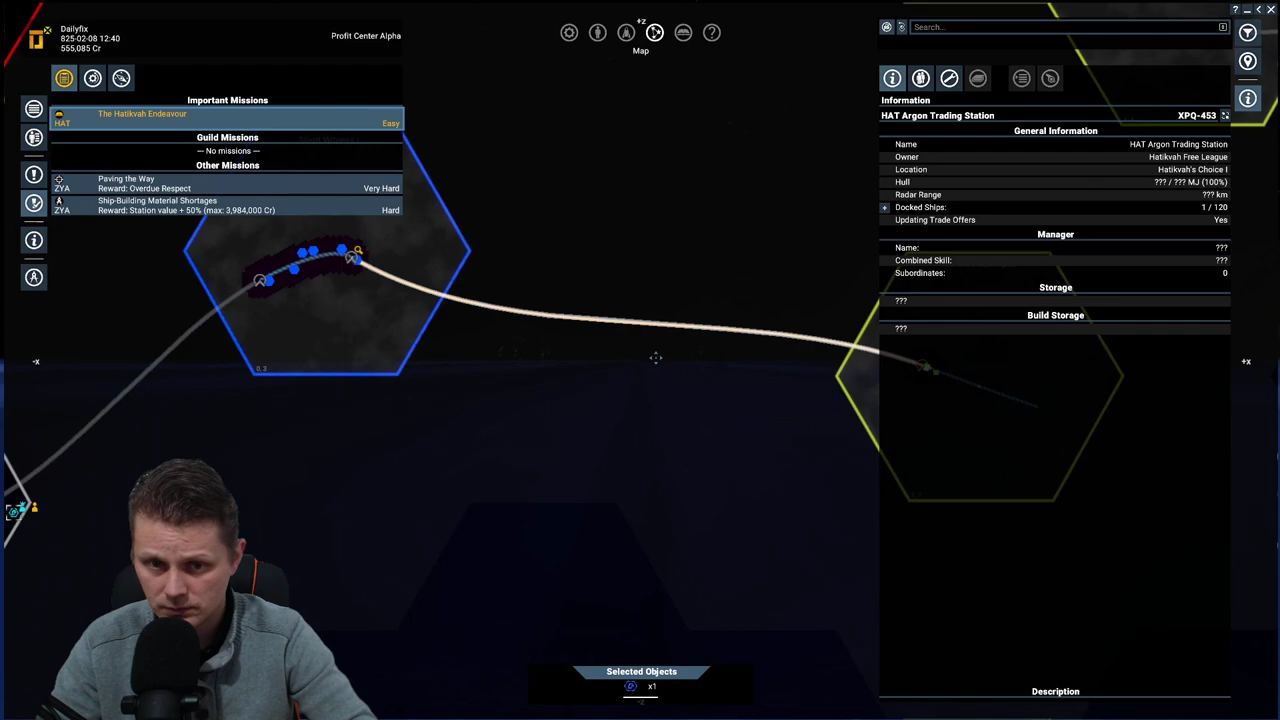 Dailyfix
825-02-08 12:40
555,085 Cr
Profit Center Alpha
+z
Map
Search...
Important Missions
The Hatikvah Endeavour
HAT Easy
Guild Missions
--- No missions ---
Other Missions
Paving the Way
ZYA Reward: Overdue Respect Very Hard
Ship-Building Material Shortages
ZYA Reward: Station value + 50% (max: 3,984,000 Cr) Hard
0, 3
-x
+x
Information
HAT Argon Trading Station XPQ-453
General Information
Name HAT Argon Trading Station
Owner Hatikvah Free League
Location Hatikvah's Choice I
Hull ??? / ??? MJ (100%)
Radar Range ??? km
Docked Ships: 1 / 120
Updating Trade Offers Yes
Manager
Name: ???
Combined Skill: ???
Subordinates: 0
Storage
???
Build Storage
???
Selected Objects
x1
-z
Description